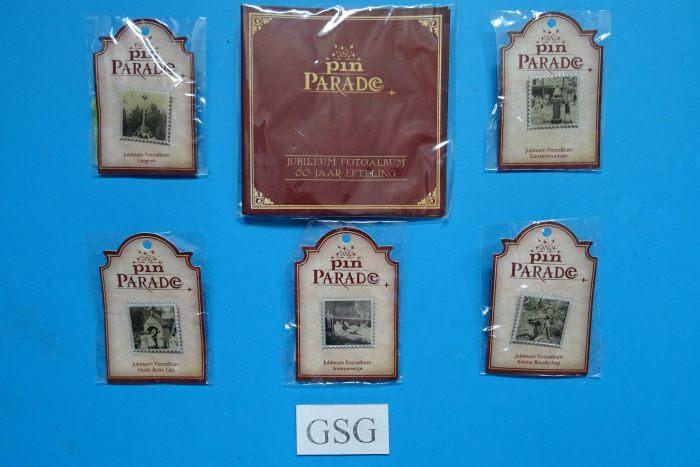 pin
PARADE
Jubileum Fotoalbum
Langnek
pin
PARADE
JUBILEUM FOTOALBUM
60 JAAR EFTELING
pin
PARADE
Jubileum Fotoalbum
Ganzenhoedster
pin
PARADE
Jubileum Fotoalbum
Holle Bolle Gijs
pin
PARADE
Jubileum Fotoalbum
Sneeuwwitje
pin
PARADE
Jubileum Fotoalbum
Kleine Boodschap
GSG